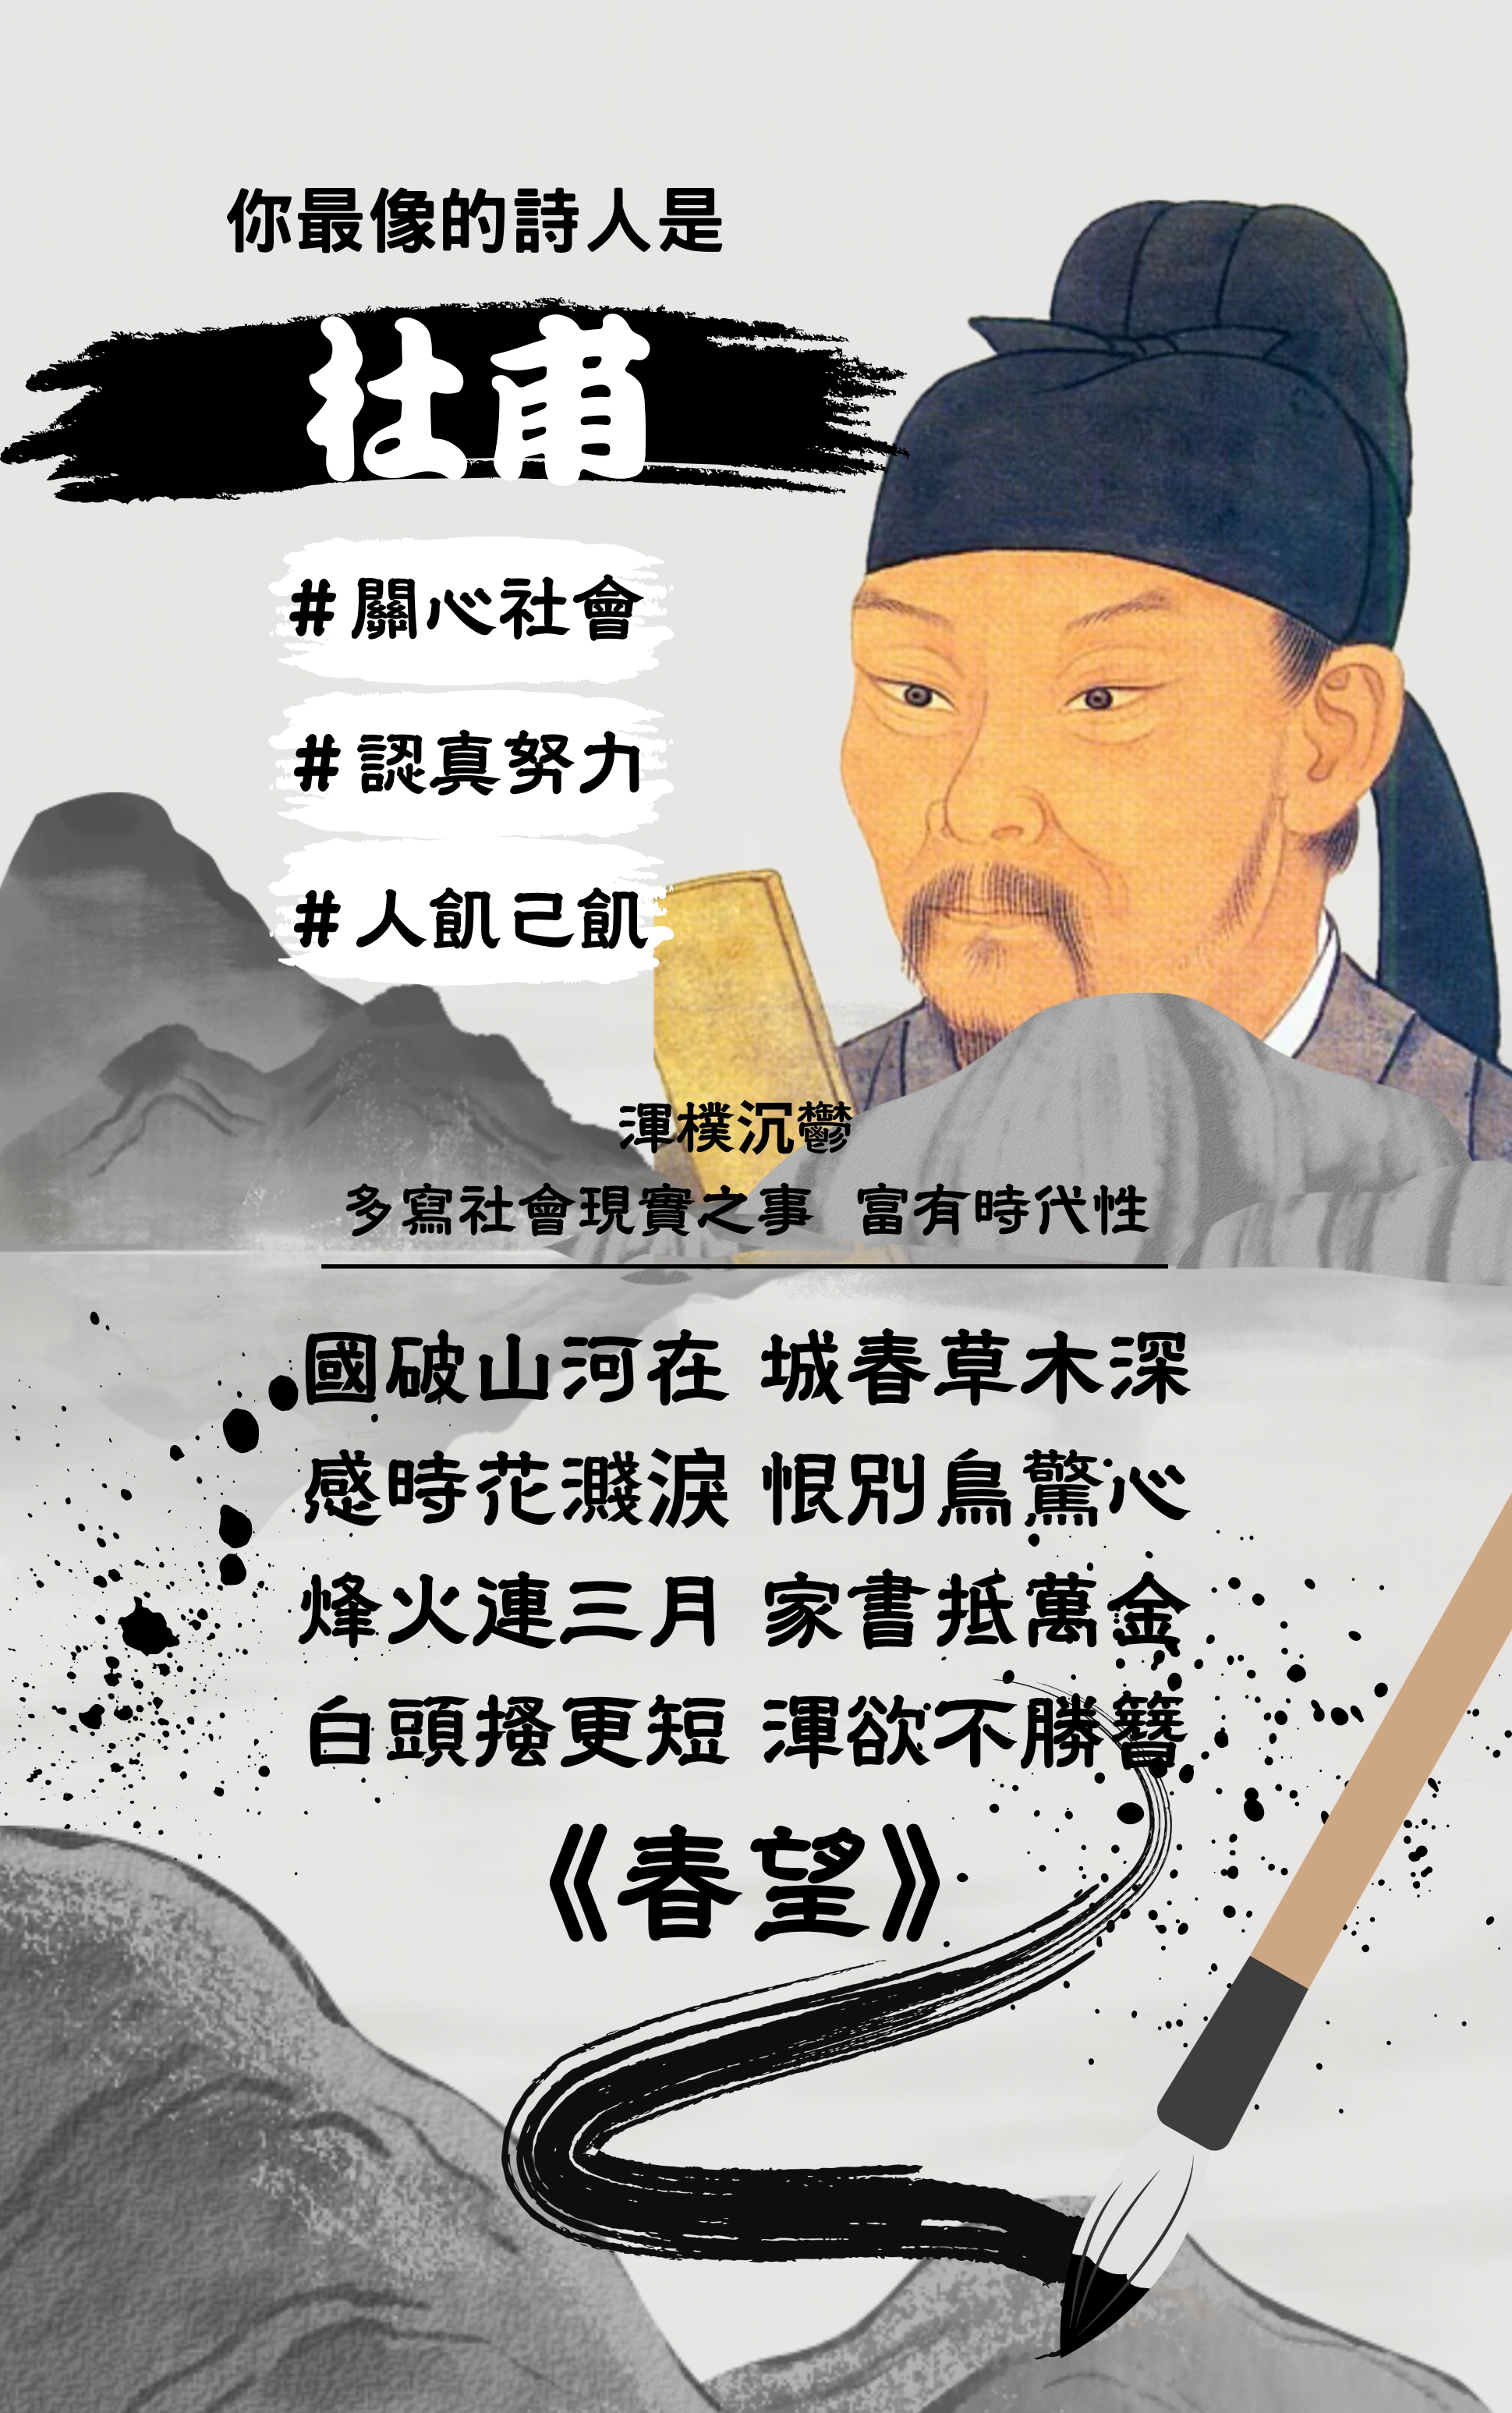 你最像的詩人是
杜甫
#關心社會
#認真努力
#人飢己飢
渾樸沉鬱
多寫社會現實之事 富有時代性
國破山河在 城春草木深
感時花濺淚 恨別鳥驚心
烽火連三月 家書抵萬金
白頭搔更短 渾欲不勝簪
《春望》